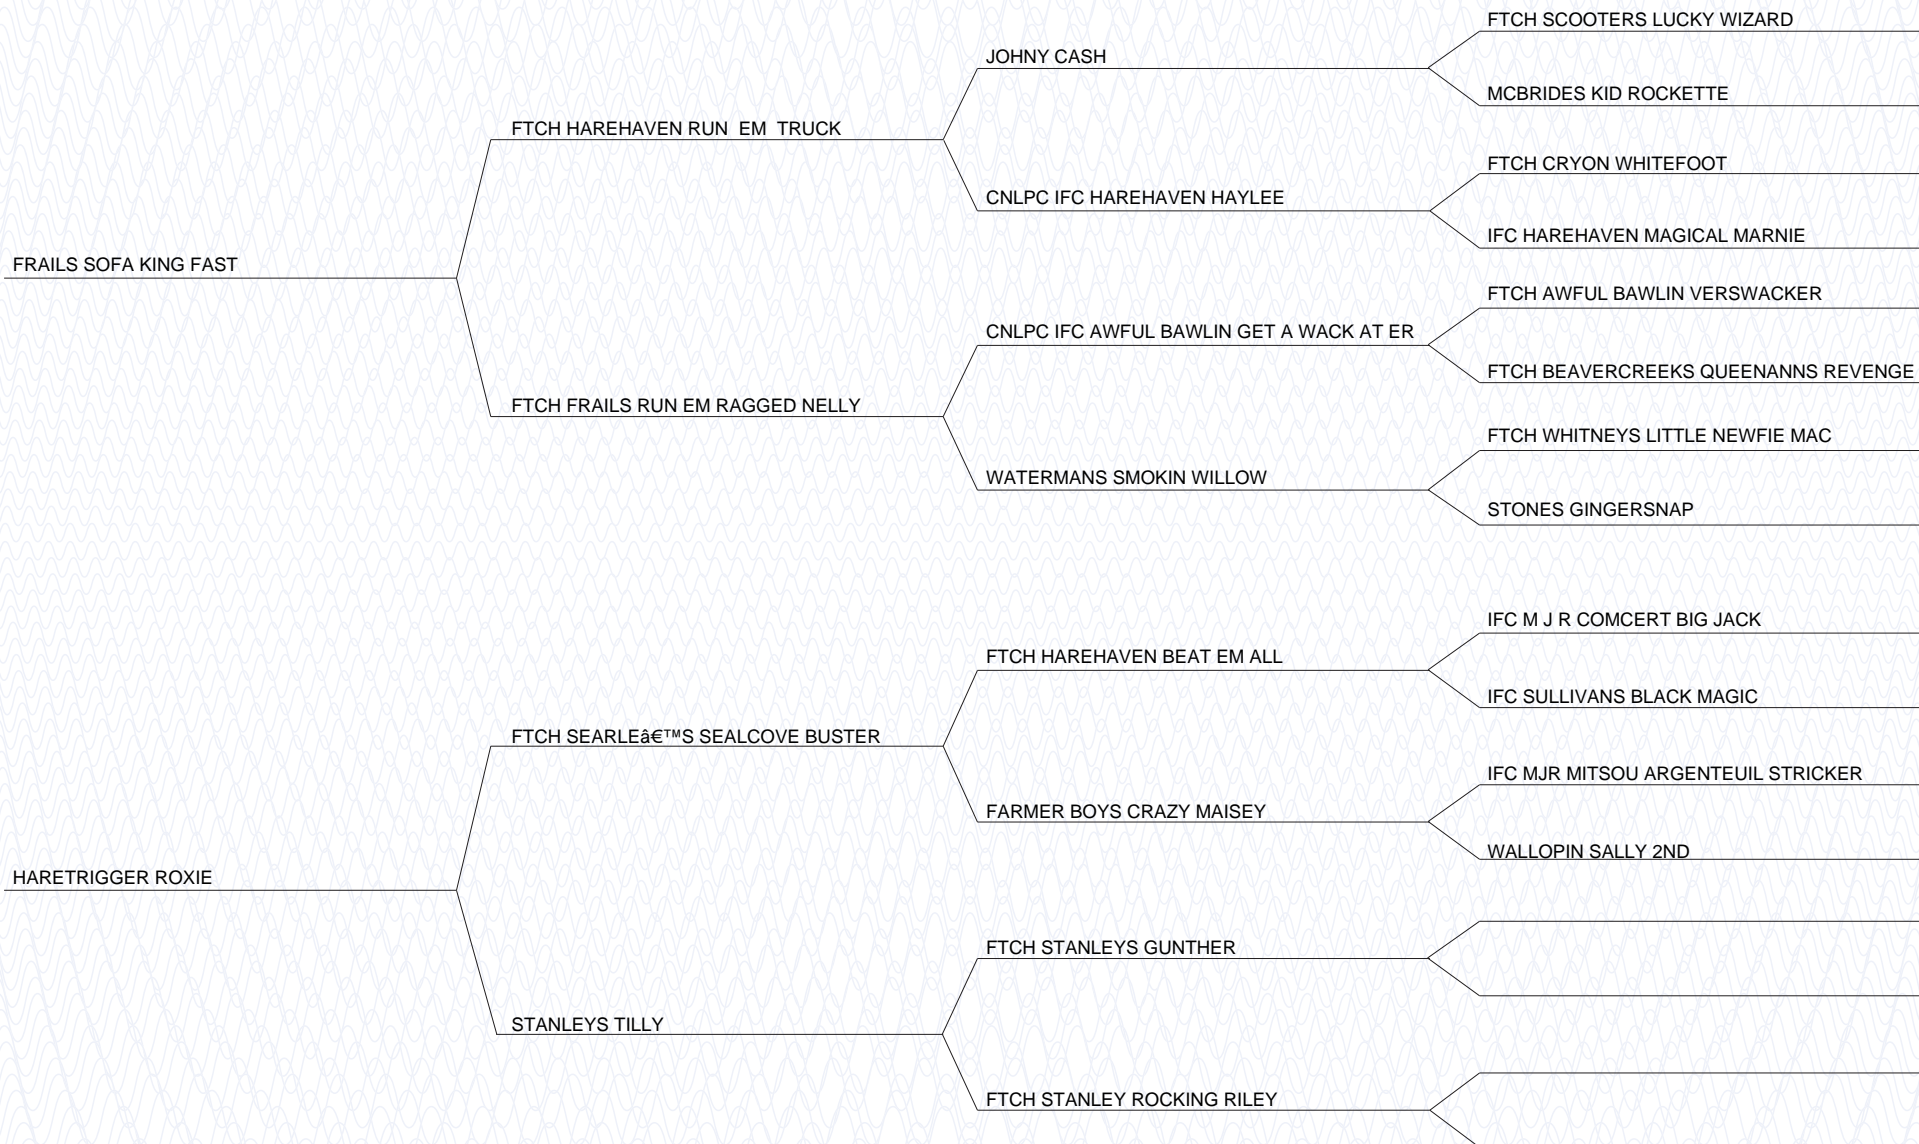 FTCH SCOOTERS LUCKY WIZARD
JOHNY CASH
MCBRIDES KID ROCKETTE
FTCH HAREHAVEN RUN  EM  TRUCK
FTCH CRYON WHITEFOOT
CNLPC IFC HAREHAVEN HAYLEE
IFC HAREHAVEN MAGICAL MARNIE
FRAILS SOFA KING FAST
FTCH AWFUL BAWLIN VERSWACKER
CNLPC IFC AWFUL BAWLIN GET A WACK AT ER
FTCH BEAVERCREEKS QUEENANNS REVENGE
FTCH FRAILS RUN EM RAGGED NELLY
FTCH WHITNEYS LITTLE NEWFIE MAC
WATERMANS SMOKIN WILLOW
STONES GINGERSNAP
IFC M J R COMCERT BIG JACK
FTCH HAREHAVEN BEAT EM ALL
IFC SULLIVANS BLACK MAGIC
FTCH SEARLEâ€™S SEALCOVE BUSTER
IFC MJR MITSOU ARGENTEUIL STRICKER
FARMER BOYS CRAZY MAISEY
WALLOPIN SALLY 2ND
HARETRIGGER ROXIE
FTCH STANLEYS GUNTHER
STANLEYS TILLY
FTCH STANLEY ROCKING RILEY